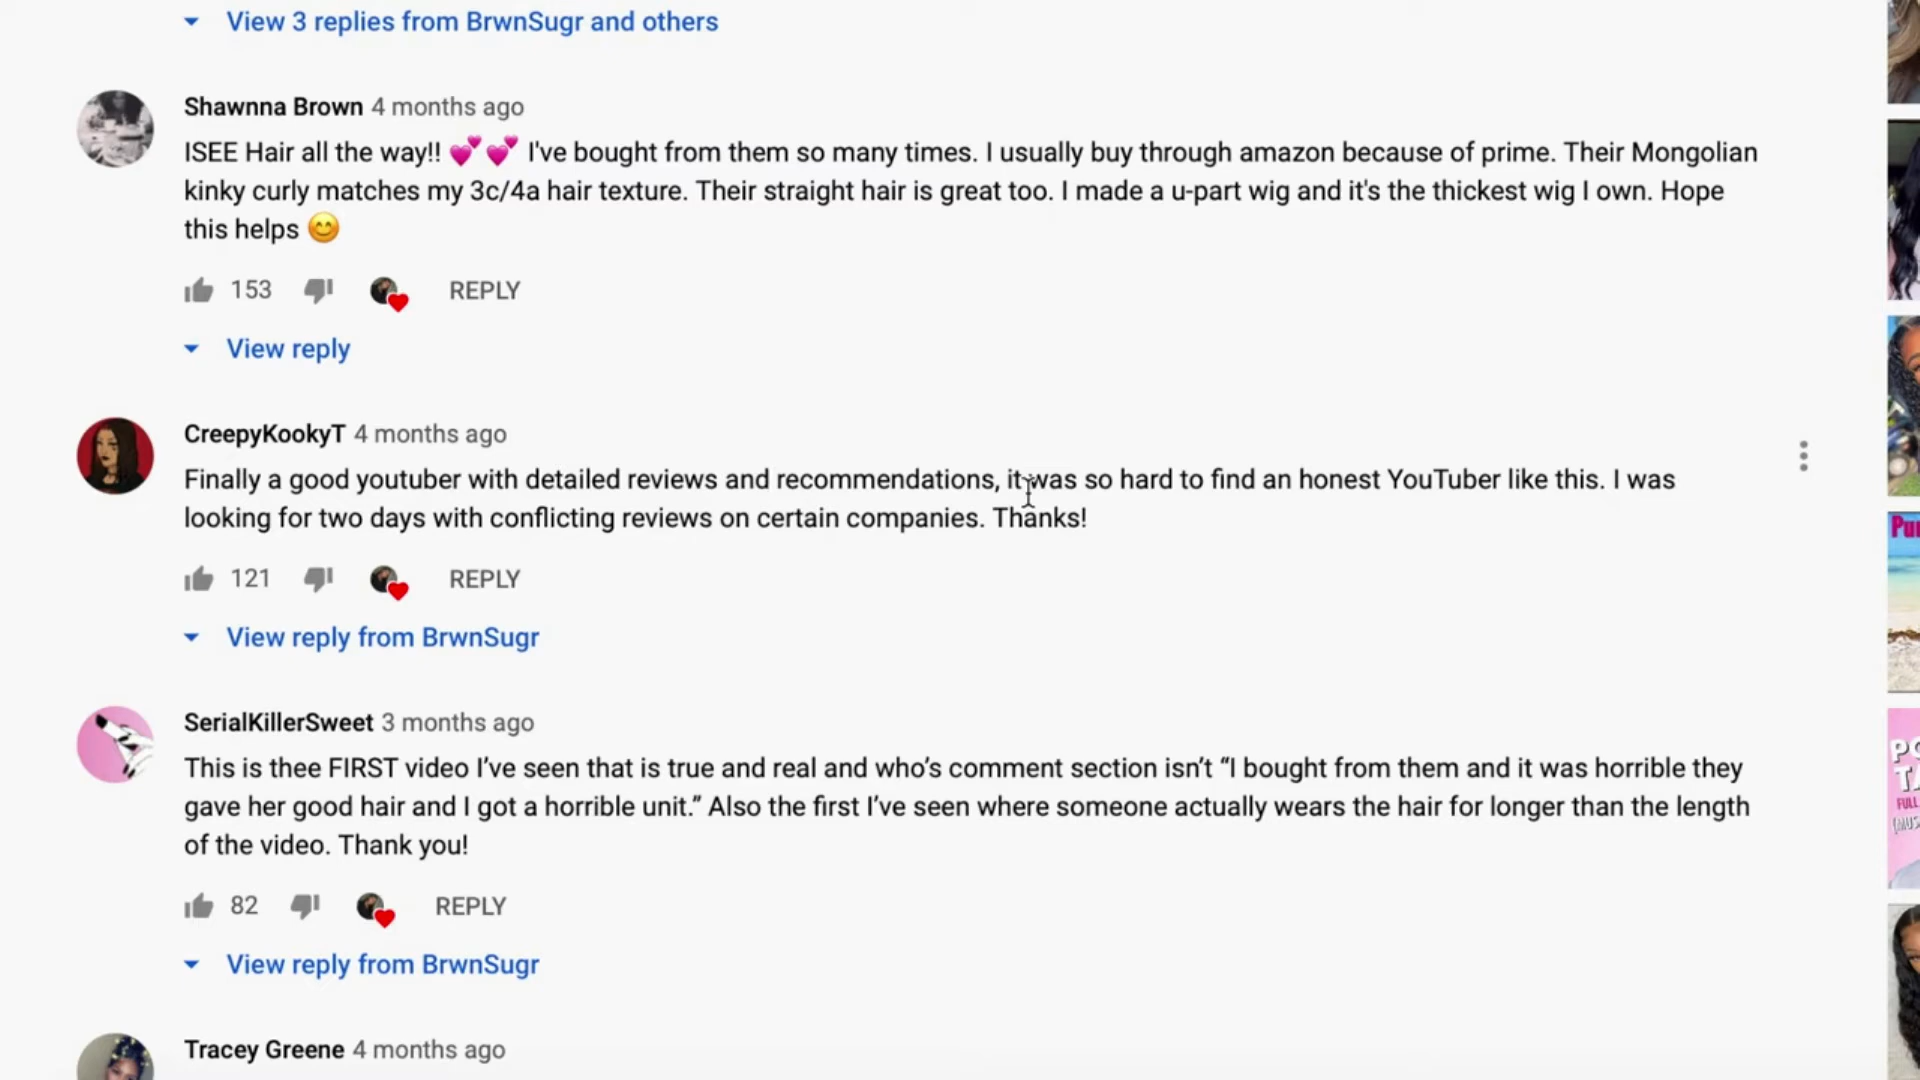 View 3 replies from BrwnSugr and others
Shawnna Brown 4 months ago
ISEE Hair all the way!! 💕💕 I've bought from them so many times. I usually buy through amazon because of prime. Their Mongolian
kinky curly matches my 3c/4a hair texture. Their straight hair is great too. I made a u-part wig and it's the thickest wig I own. Hope
this helps 😊
153 REPLY
View reply
CreepyKookyT 4 months ago
Finally a good youtuber with detailed reviews and recommendations, it was so hard to find an honest YouTuber like this. I was
looking for two days with conflicting reviews on certain companies. Thanks!
121 REPLY
View reply from BrwnSugr
SerialKillerSweet 3 months ago
This is thee FIRST video I’ve seen that is true and real and who’s comment section isn’t “I bought from them and it was horrible they
gave her good hair and I got a horrible unit.” Also the first I’ve seen where someone actually wears the hair for longer than the length
of the video. Thank you!
82 REPLY
View reply from BrwnSugr
Tracey Greene 4 months ago
FULL